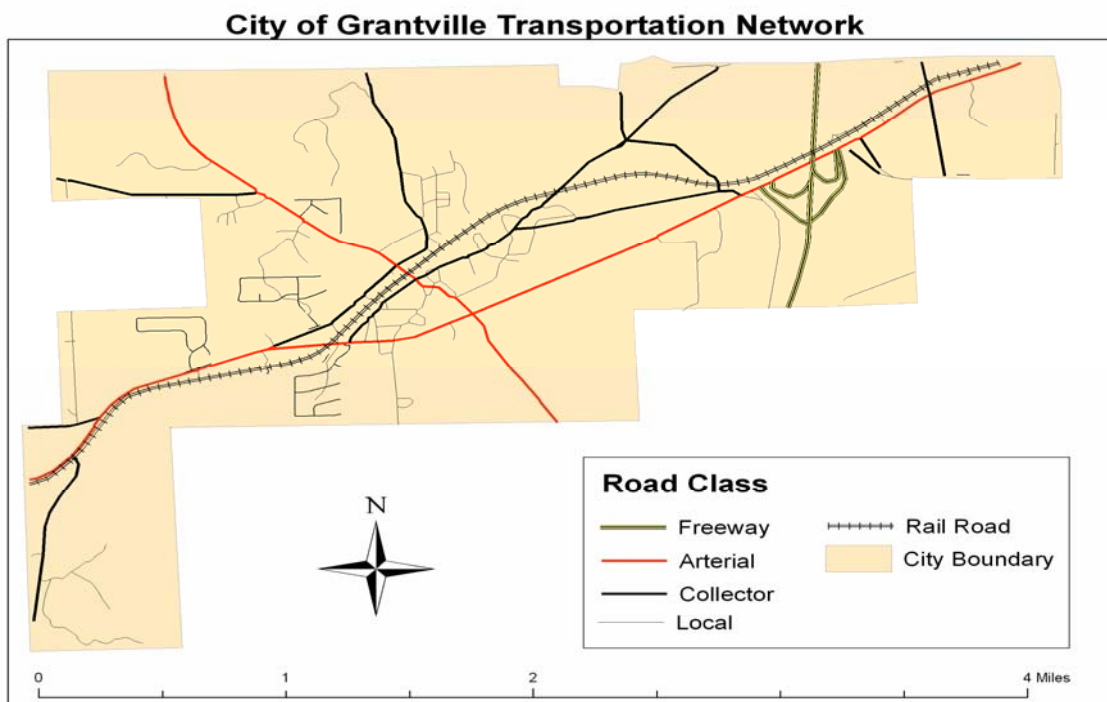 City of Grantville Transportation Network
N
Road Class
Freeway
Arterial
Collector
Local
Rail Road
City Boundary
0 1 2 4 Miles